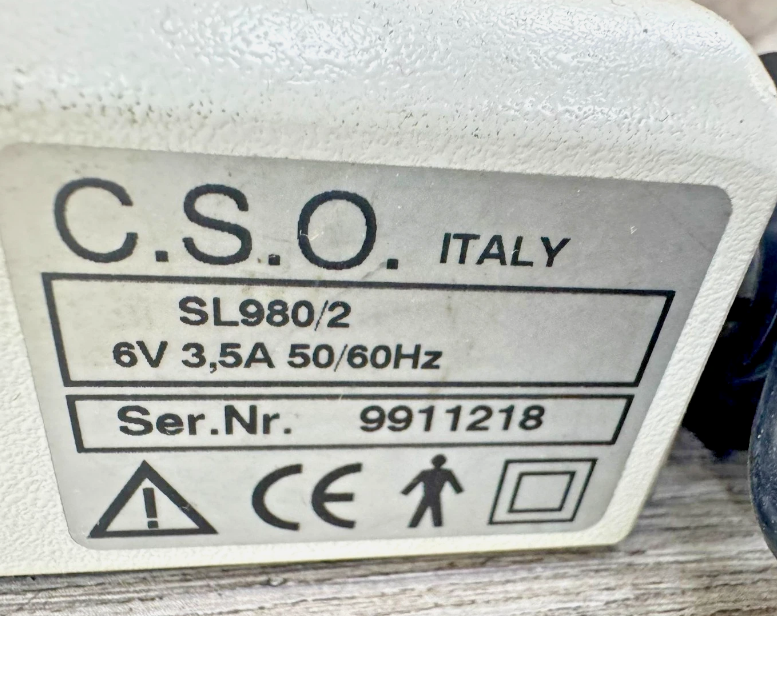 C.S.O. ITALY
SL980/2
6V 3,5A 50/60Hz
Ser.Nr. 9911218
CE